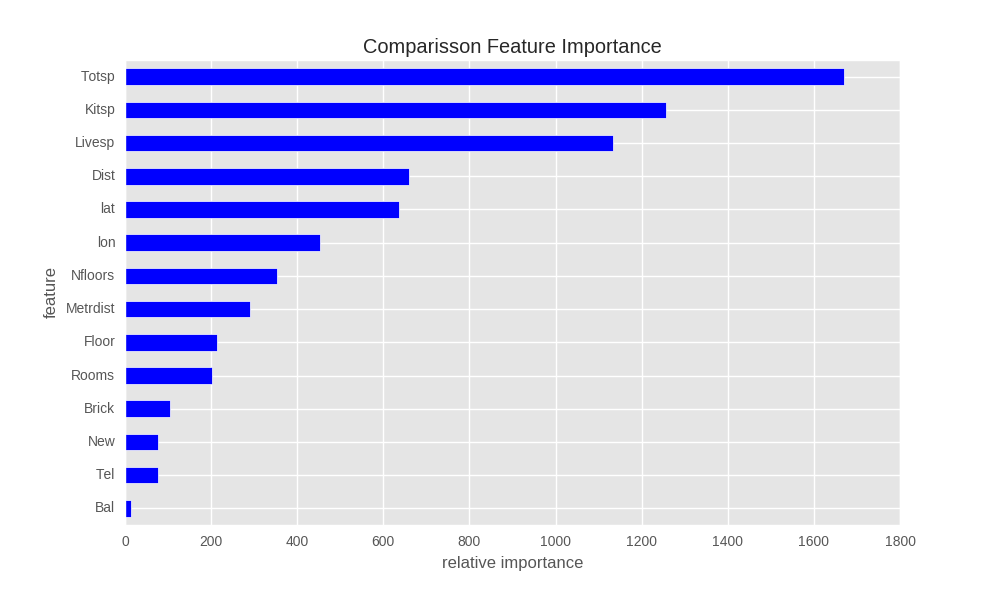 Comparisson Feature Importance
Totsp
Kitsp
Livesp
Dist
lat
lon
Nfloors
Metrdist
Floor
Rooms
Brick
New
Tel
Bal
feature
0 200 400 600 800 1000 1200 1400 1600 1800
relative importance